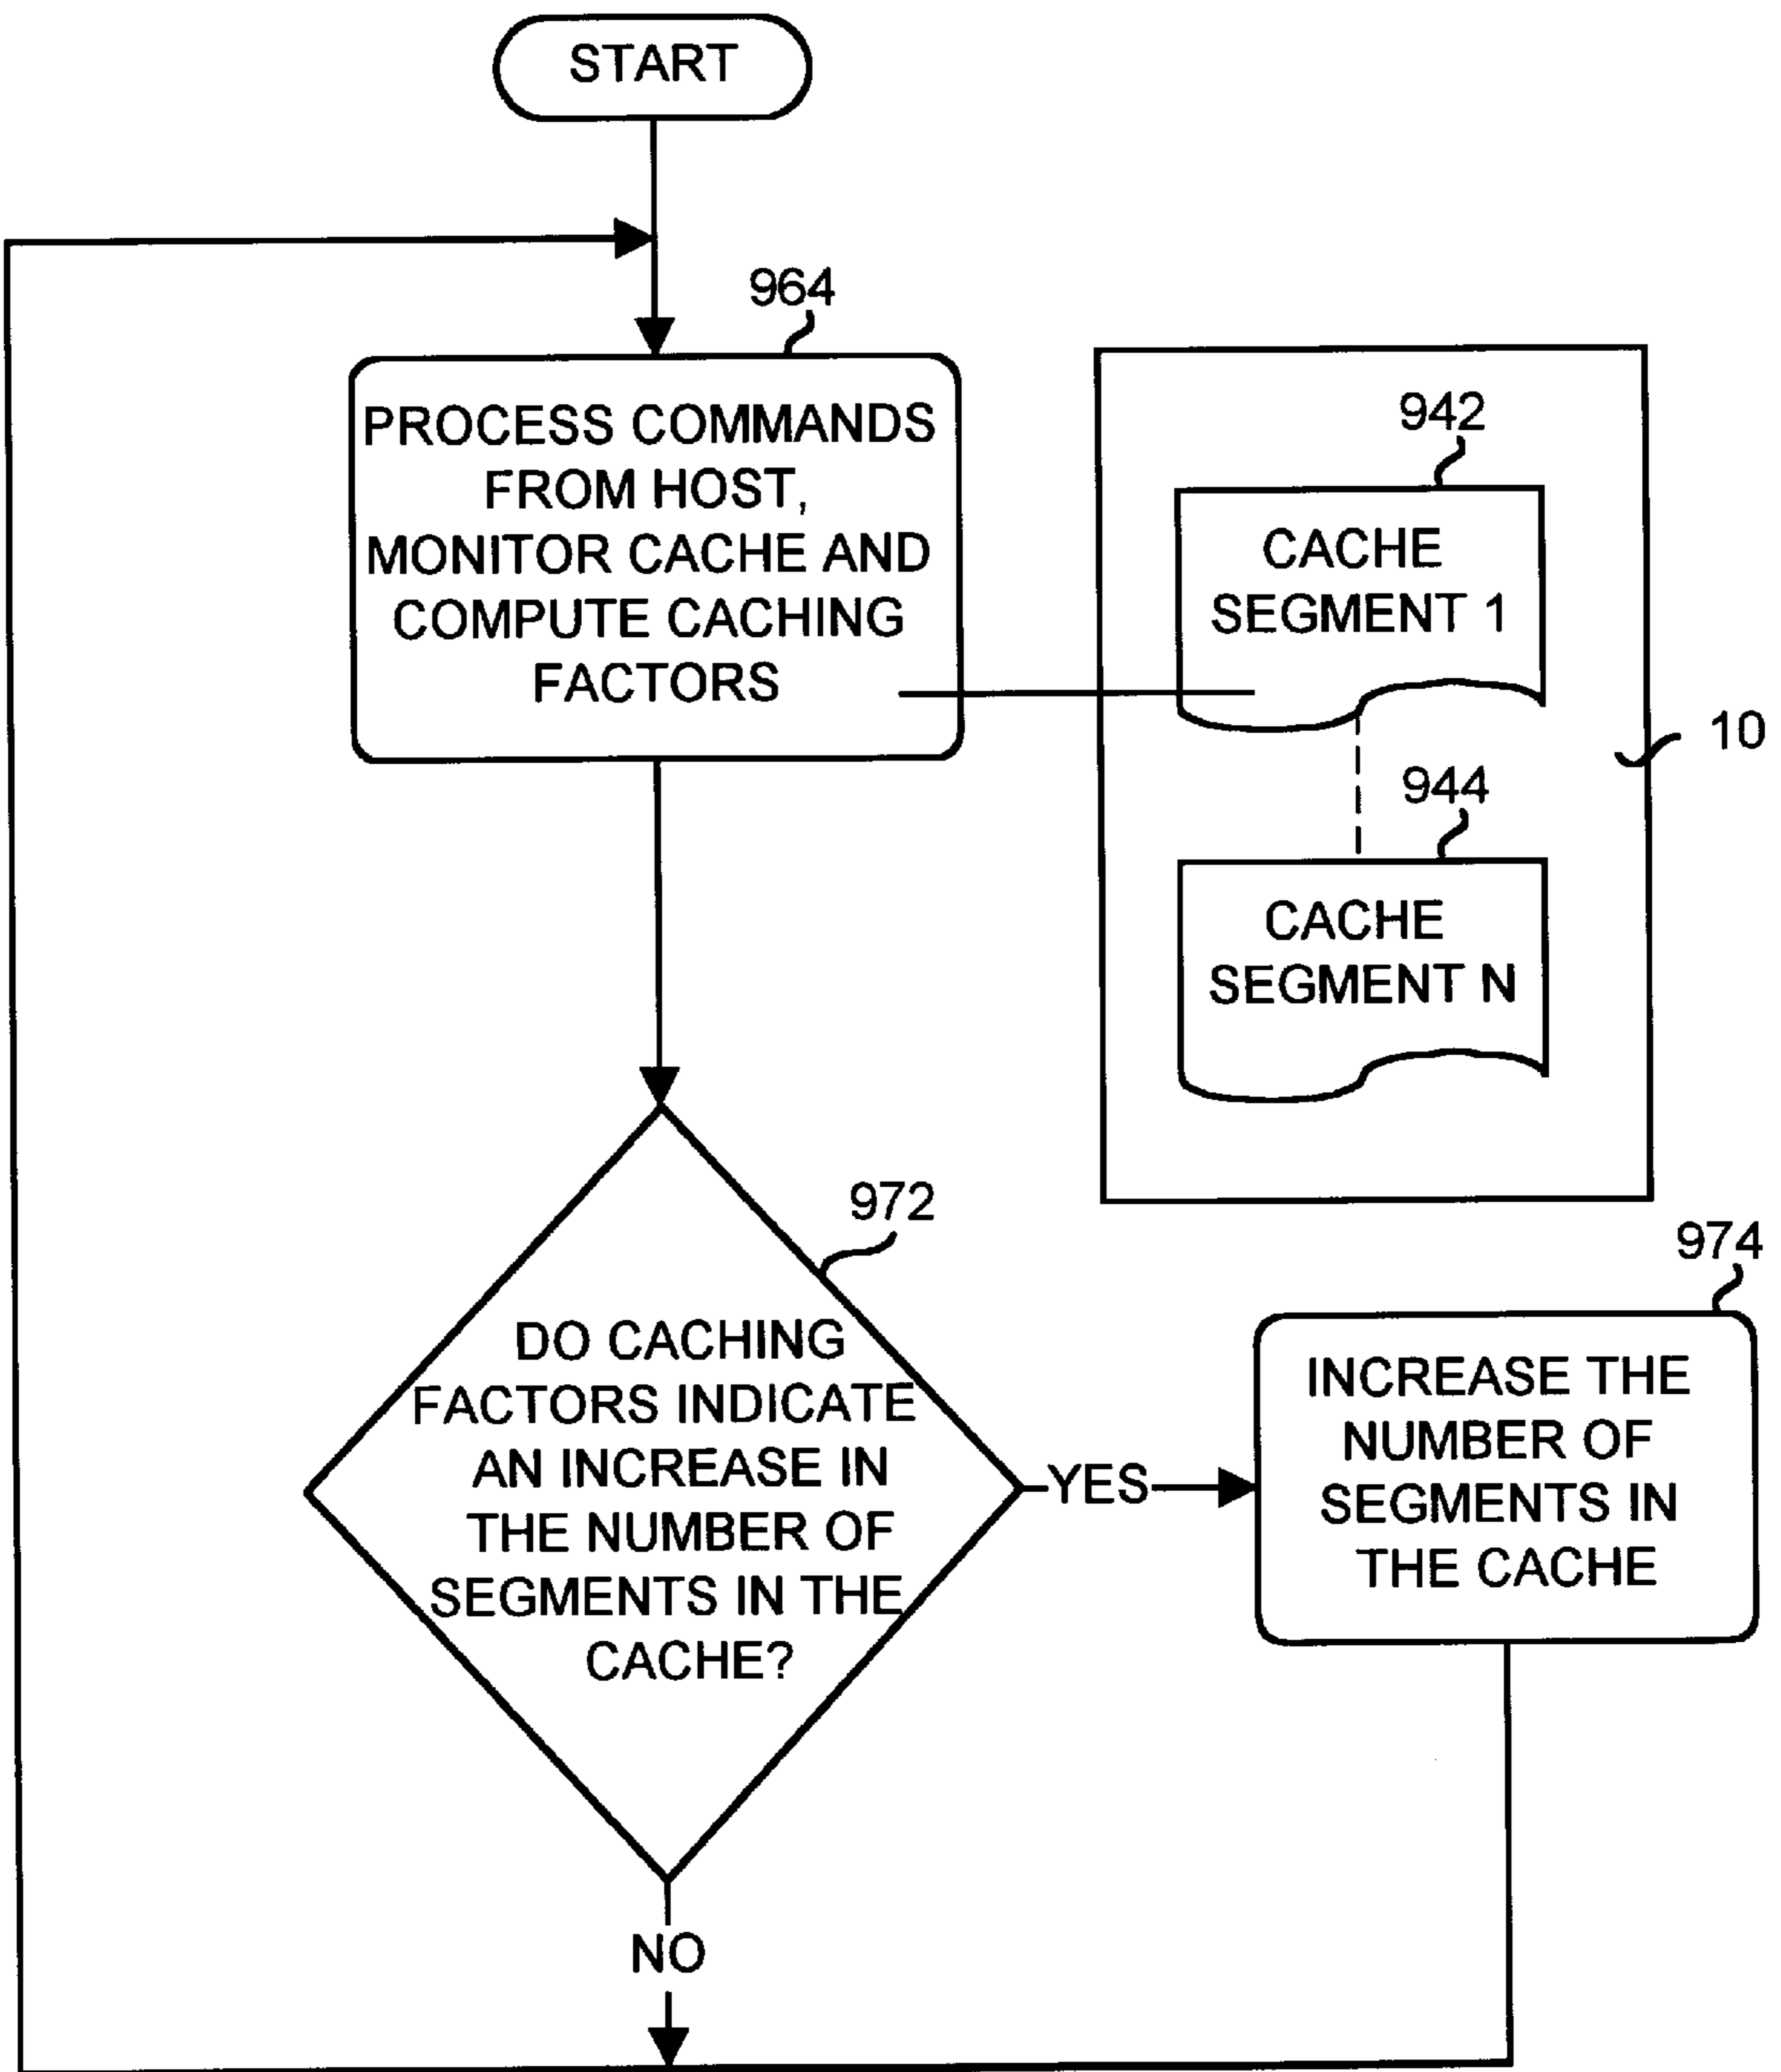 START
964
PROCESS COMMANDS
FROM HOST,
MONITOR CACHE AND
COMPUTE CACHING
FACTORS
942
CACHE
SEGMENT 1
10
944
CACHE
SEGMENT N
972
DO CACHING
FACTORS INDICATE
AN INCREASE IN
THE NUMBER OF
SEGMENTS IN THE
CACHE?
YES
974
INCREASE THE
NUMBER OF
SEGMENTS IN
THE CACHE
NO